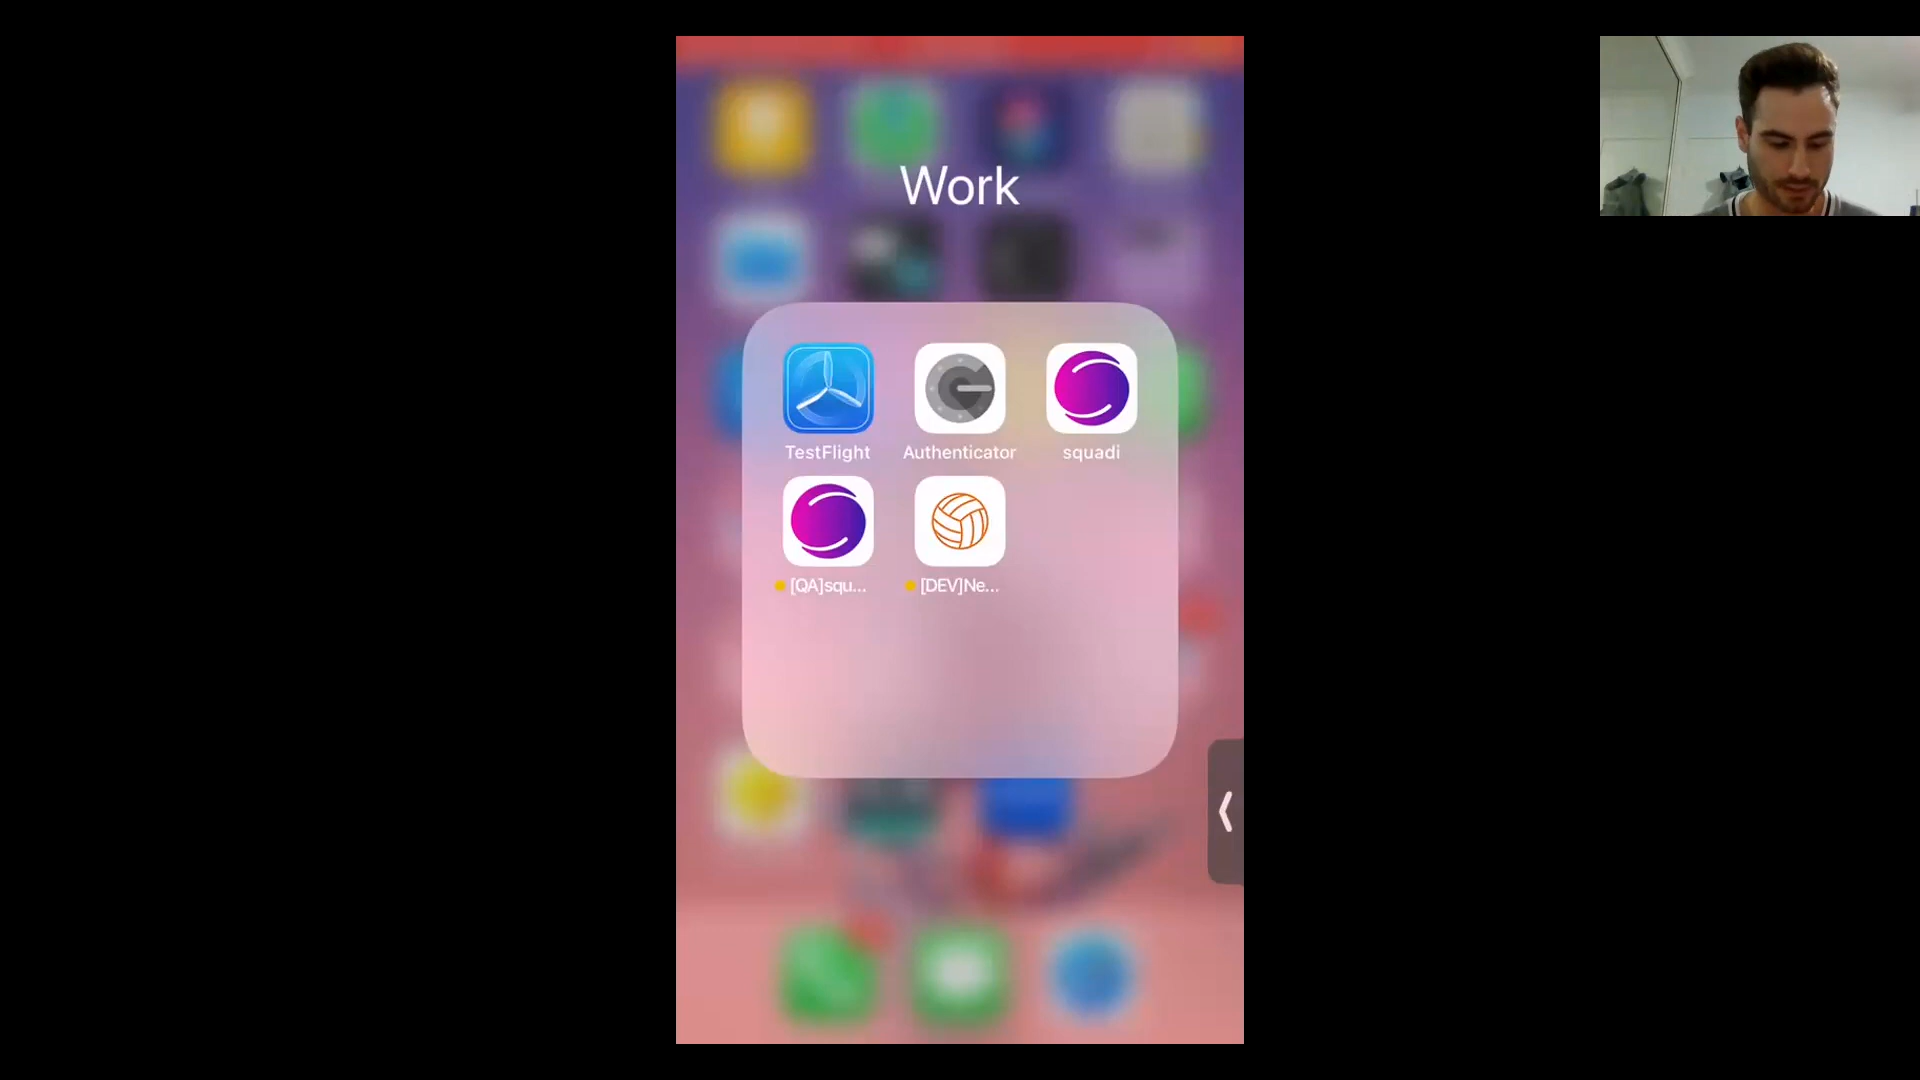 Work
TestFlight
Authenticator
squadi
[QA]squ...
[DEV]Ne...